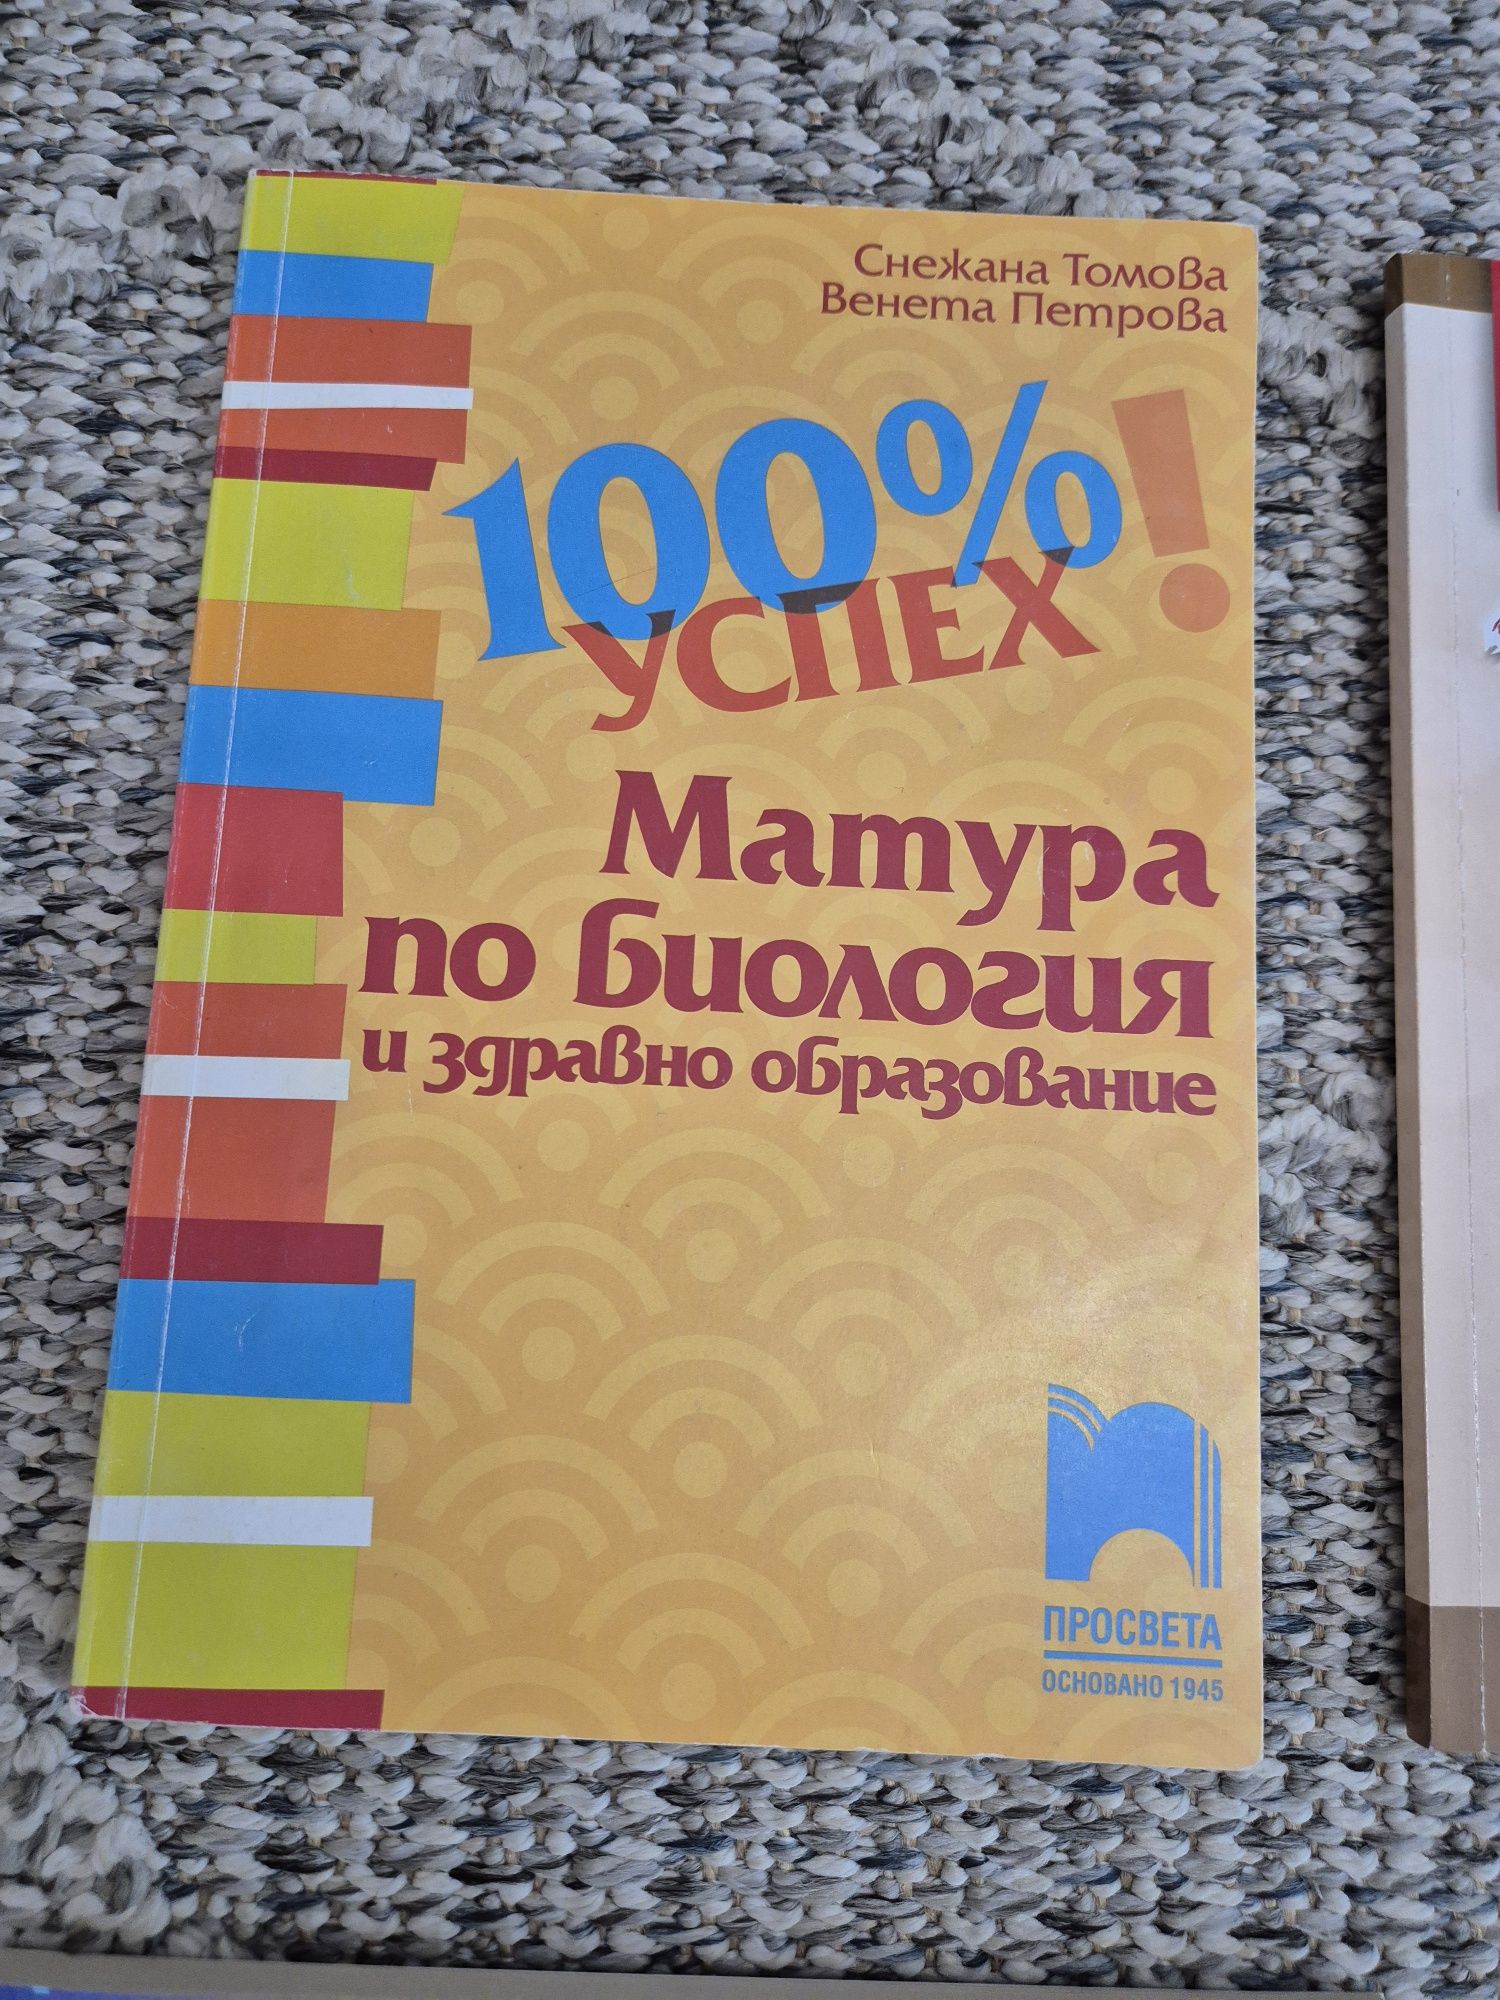 Снежана Томова
Венета Петрова
100%
успех!
Матура
по биология
и здравно образование
ПРОСВЕТА
ОСНОВАНО 1945